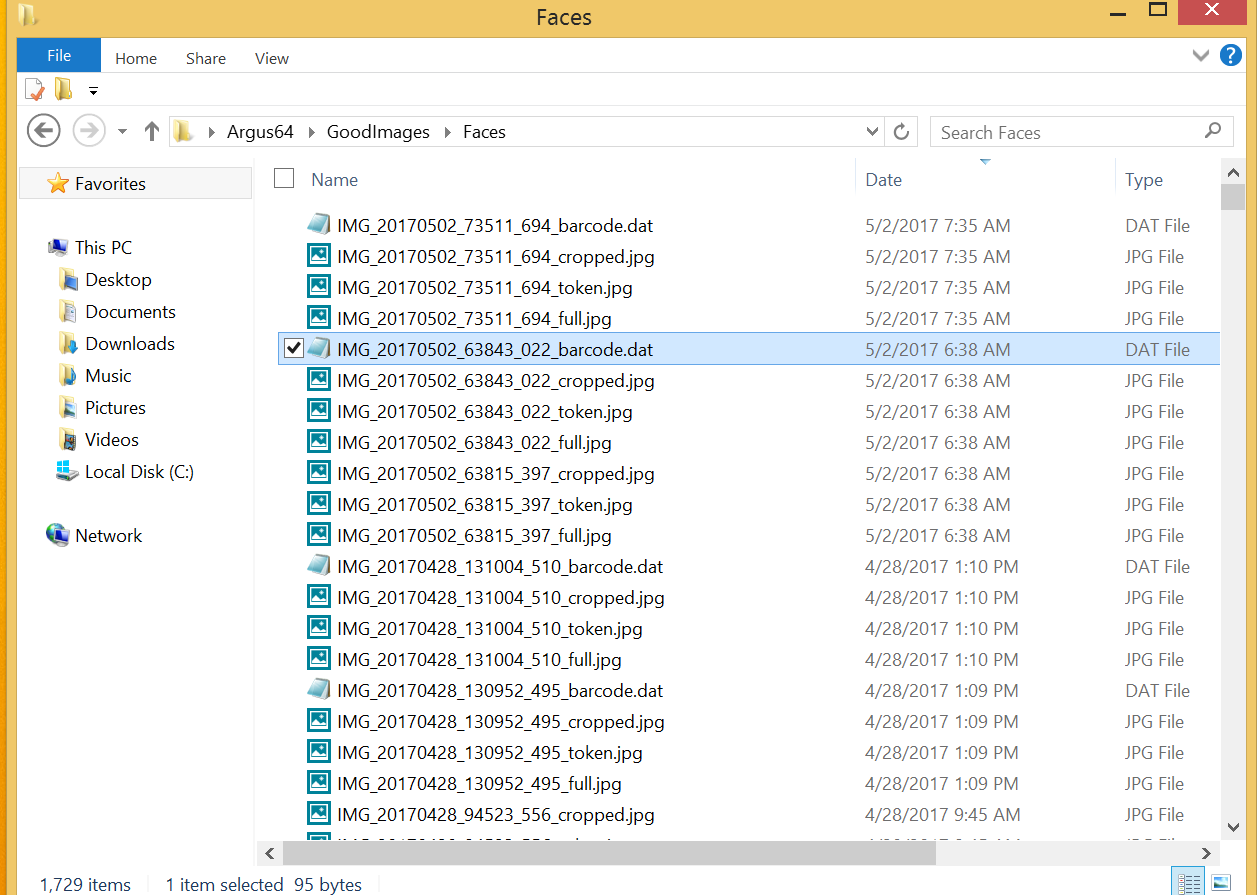 Faces
File Home Share View
Argus64 GoodImages Faces Search Faces
Favorites
This PC
Desktop
Documents
Downloads
Music
Pictures
Videos
Local Disk (C:)
Network
Name Date Type
IMG_20170502_73511_694_barcode.dat 5/2/2017 7:35 AM DAT File
IMG_20170502_73511_694_cropped.jpg 5/2/2017 7:35 AM JPG File
IMG_20170502_73511_694_token.jpg 5/2/2017 7:35 AM JPG File
IMG_20170502_73511_694_full.jpg 5/2/2017 7:35 AM JPG File
IMG_20170502_63843_022_barcode.dat 5/2/2017 6:38 AM DAT File
IMG_20170502_63843_022_cropped.jpg 5/2/2017 6:38 AM JPG File
IMG_20170502_63843_022_token.jpg 5/2/2017 6:38 AM JPG File
IMG_20170502_63843_022_full.jpg 5/2/2017 6:38 AM JPG File
IMG_20170502_63815_397_cropped.jpg 5/2/2017 6:38 AM JPG File
IMG_20170502_63815_397_token.jpg 5/2/2017 6:38 AM JPG File
IMG_20170502_63815_397_full.jpg 5/2/2017 6:38 AM JPG File
IMG_20170428_131004_510_barcode.dat 4/28/2017 1:10 PM DAT File
IMG_20170428_131004_510_cropped.jpg 4/28/2017 1:10 PM JPG File
IMG_20170428_131004_510_token.jpg 4/28/2017 1:10 PM JPG File
IMG_20170428_131004_510_full.jpg 4/28/2017 1:10 PM JPG File
IMG_20170428_130952_495_barcode.dat 4/28/2017 1:09 PM DAT File
IMG_20170428_130952_495_cropped.jpg 4/28/2017 1:09 PM JPG File
IMG_20170428_130952_495_token.jpg 4/28/2017 1:09 PM JPG File
IMG_20170428_130952_495_full.jpg 4/28/2017 1:09 PM JPG File
IMG_20170428_94523_556_cropped.jpg 4/28/2017 9:45 AM JPG File
1,729 items 1 item selected 95 bytes